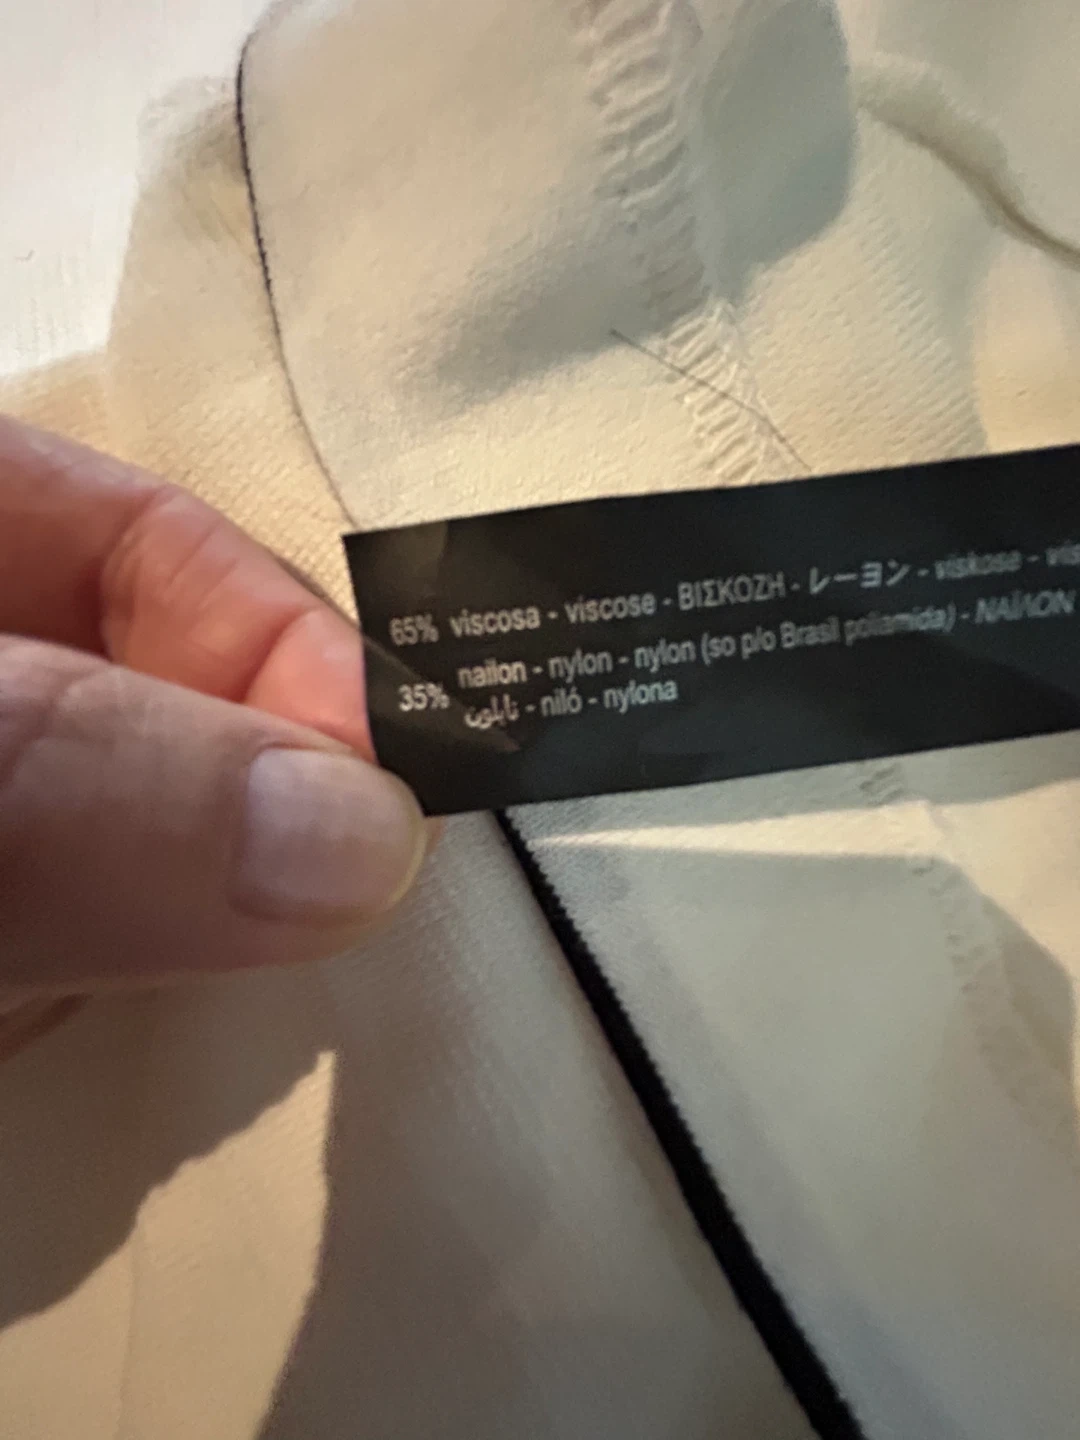 65% viscosa - viscose - ΒΙΣΚΟΖΗ - レーヨン - viskose -
35% nailon - nylon - nylon (so p/o Brasil poliamida) - ΝΑΪΛΟΝ
نايلون - niló - nylona